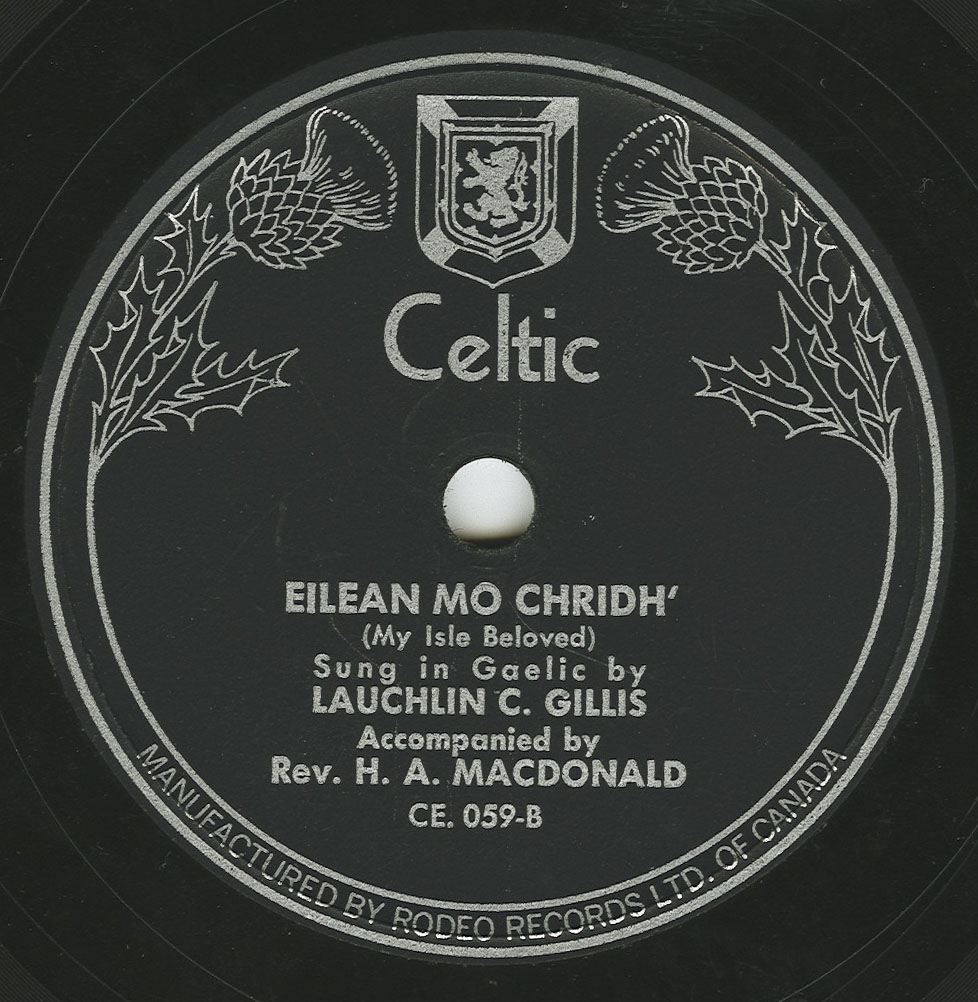 Celtic
EILEAN MO CHRIDH'
(My Isle Beloved)
Sung in Gaelic by
LAUCHLIN C. GILLIS
Accompanied by
Rev. H. A. MACDONALD
CE. 059-B
MANUFACTURED BY RODEO RECORDS LTD. OF CANADA